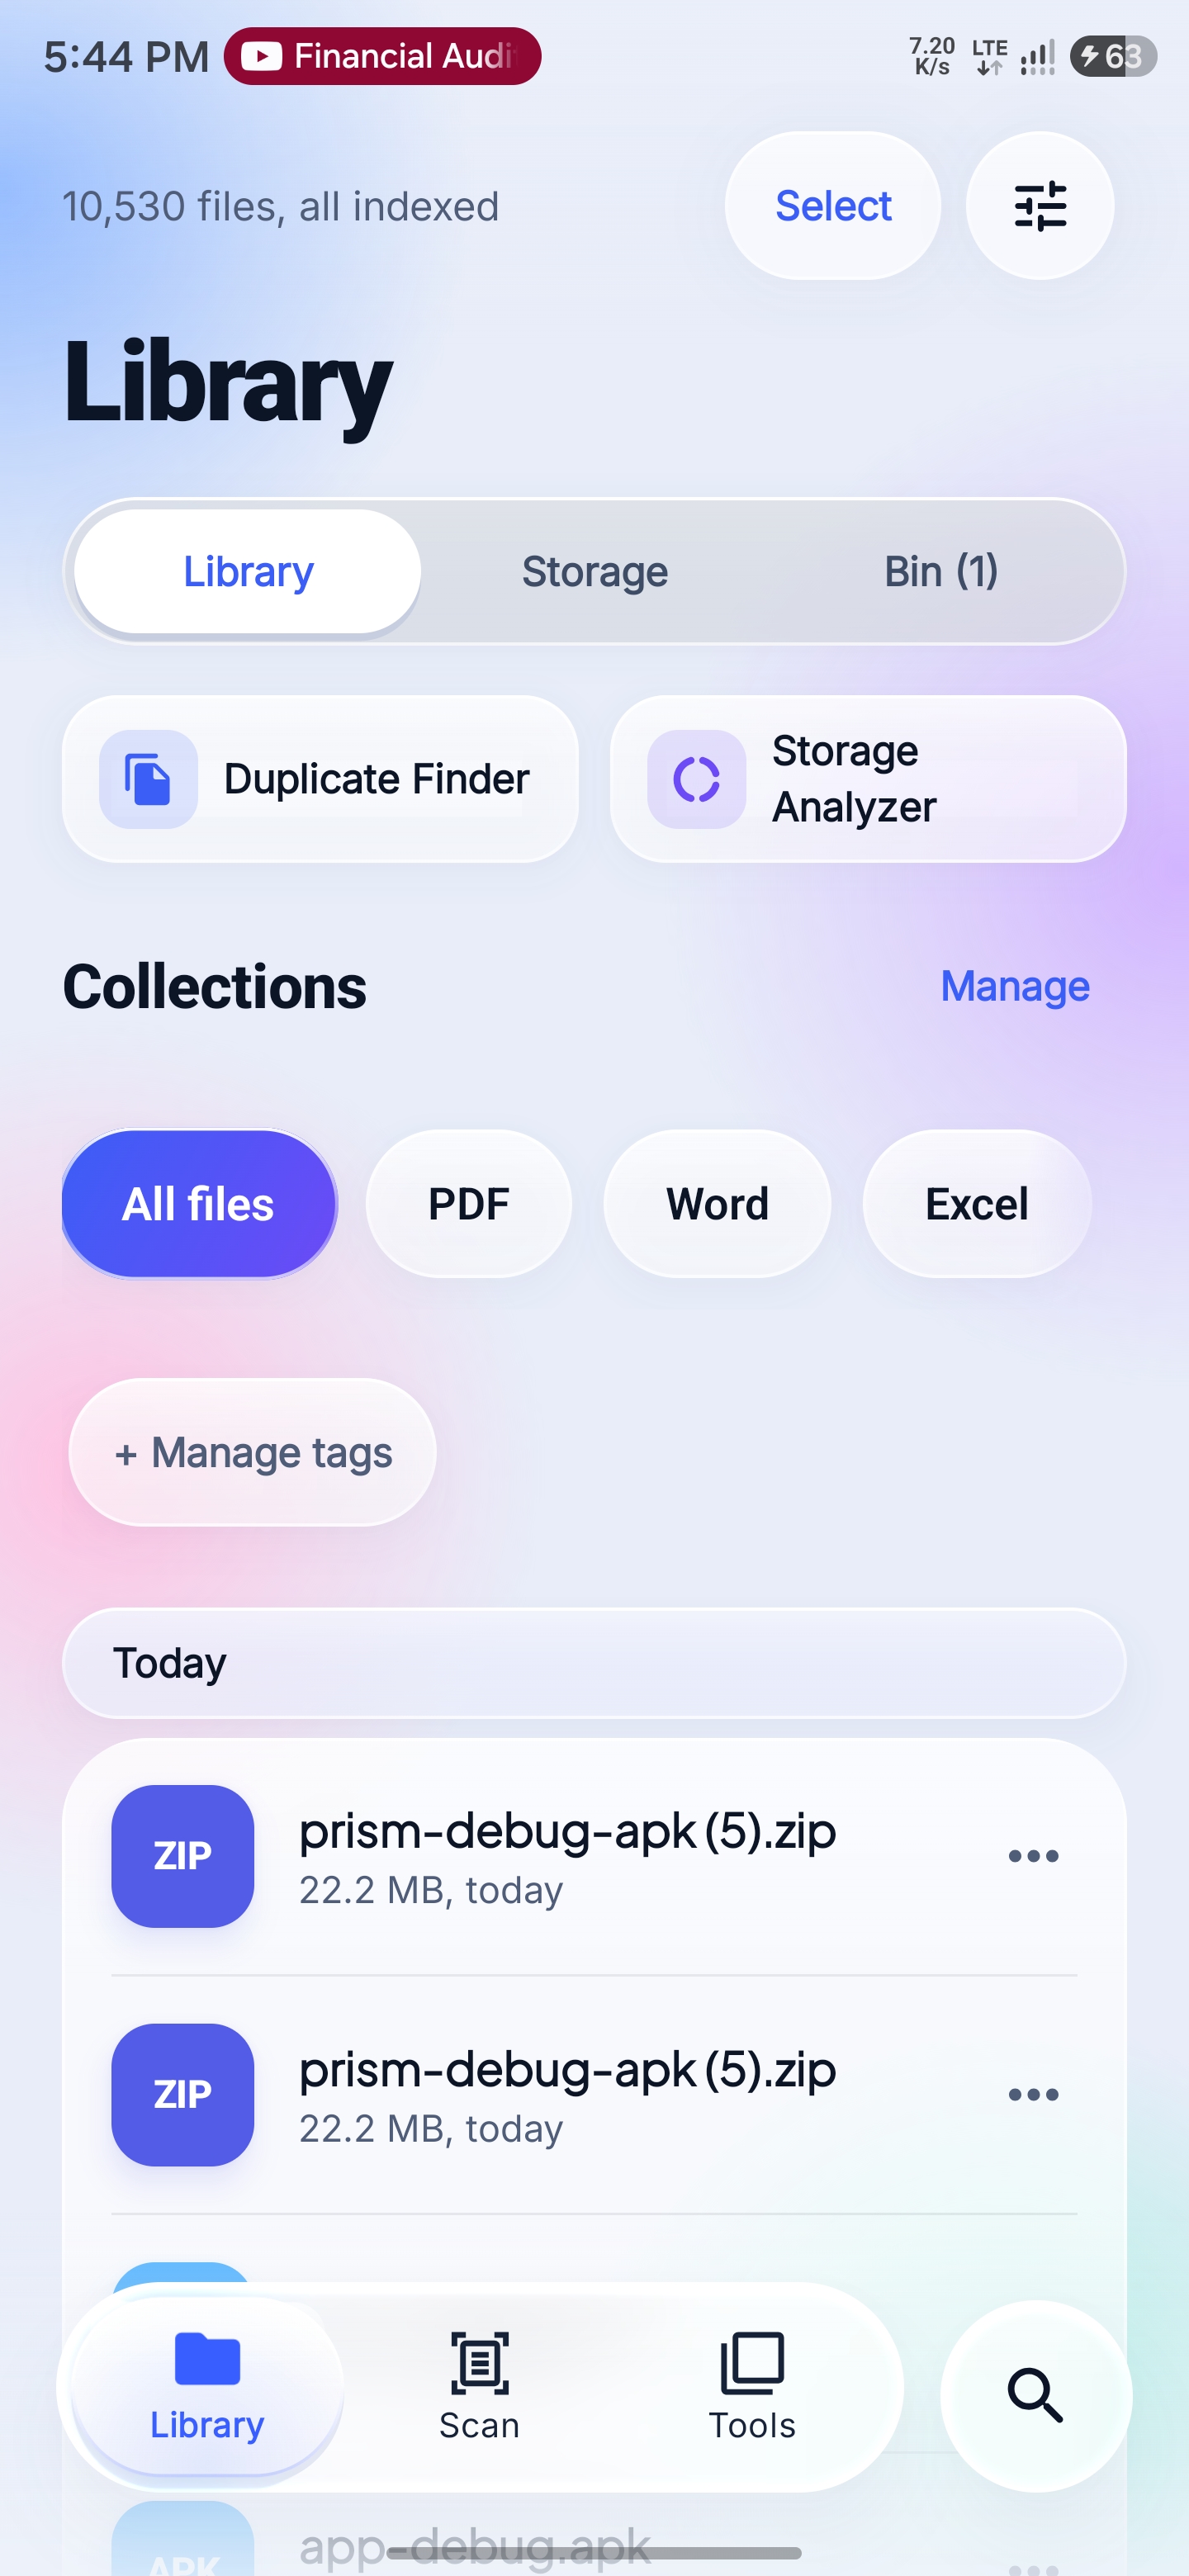 5:44 PM
Financial Audi
7.20
K/s
LTE
63
10,530 files, all indexed
Select
Library
Library
Storage
Bin (1)
Duplicate Finder
Storage
Analyzer
Collections
Manage
All files
PDF
Word
Excel
+ Manage tags
Today
ZIP
prism-debug-apk (5).zip
22.2 MB, today
ZIP
prism-debug-apk (5).zip
22.2 MB, today
Library
Scan
Tools
APK
app-debug.apk